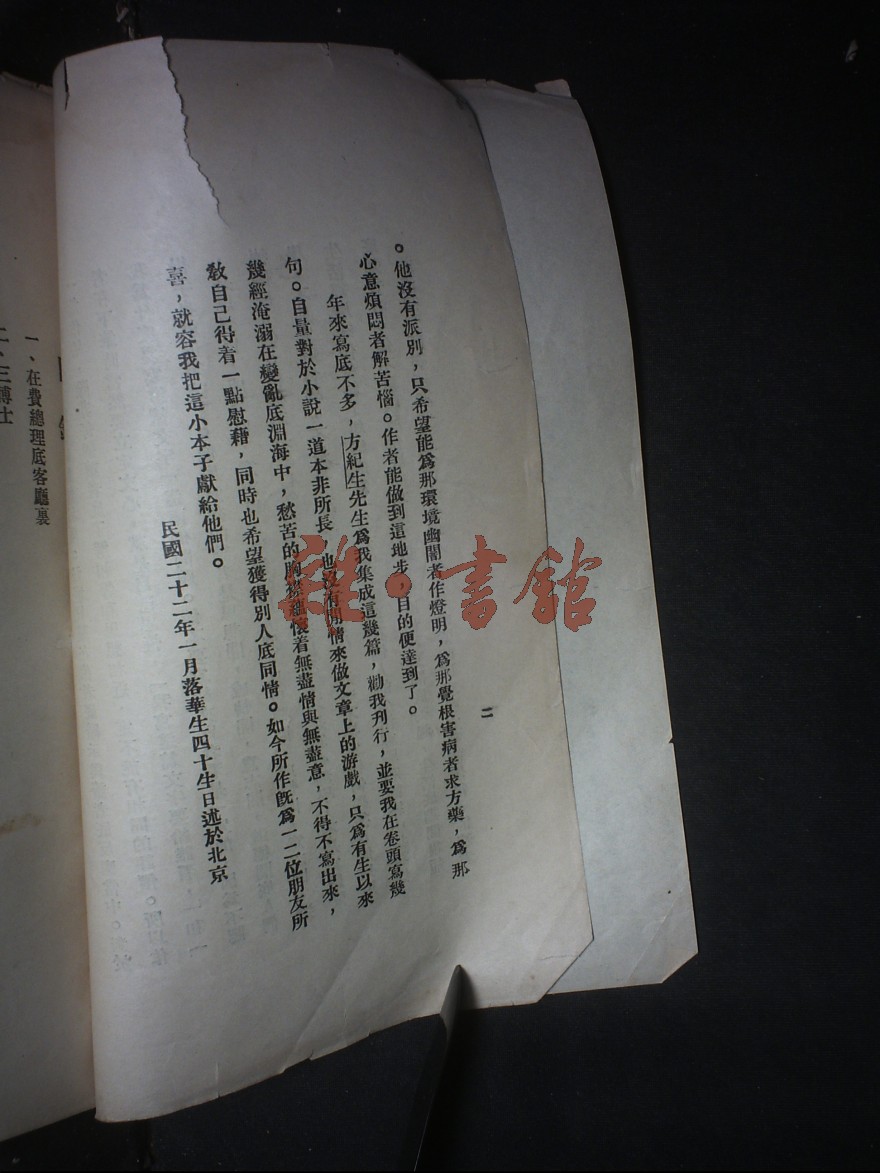 二
。他沒有派別，只希望能爲那環境幽闇者作燈明，爲那覺根害病者求方藥，爲那
心意煩悶者解苦惱。作者能做到這地步，目的便達到了。
年來寫底不多，方紀生先生爲我集成這幾篇，勸我刊行，並要我在卷頭寫幾
句。自量對於小說一道本非所長　也沒有閒情來做文章上的游戲，只爲有生以來
幾經淹溺在變亂底淵海中，愁苦的胸襟蘊懷着無盡情與無盡意，不得不寫出來，
敎自己得着一點慰藉，同時也希望獲得別人底同情。如今所作旣爲一二位朋友所
喜，就容我把這小本子獻給他們。
民國二十二年一月落華生四十生日述於北京
一、在費總理底客廳裏
二、三博士
雜·書館